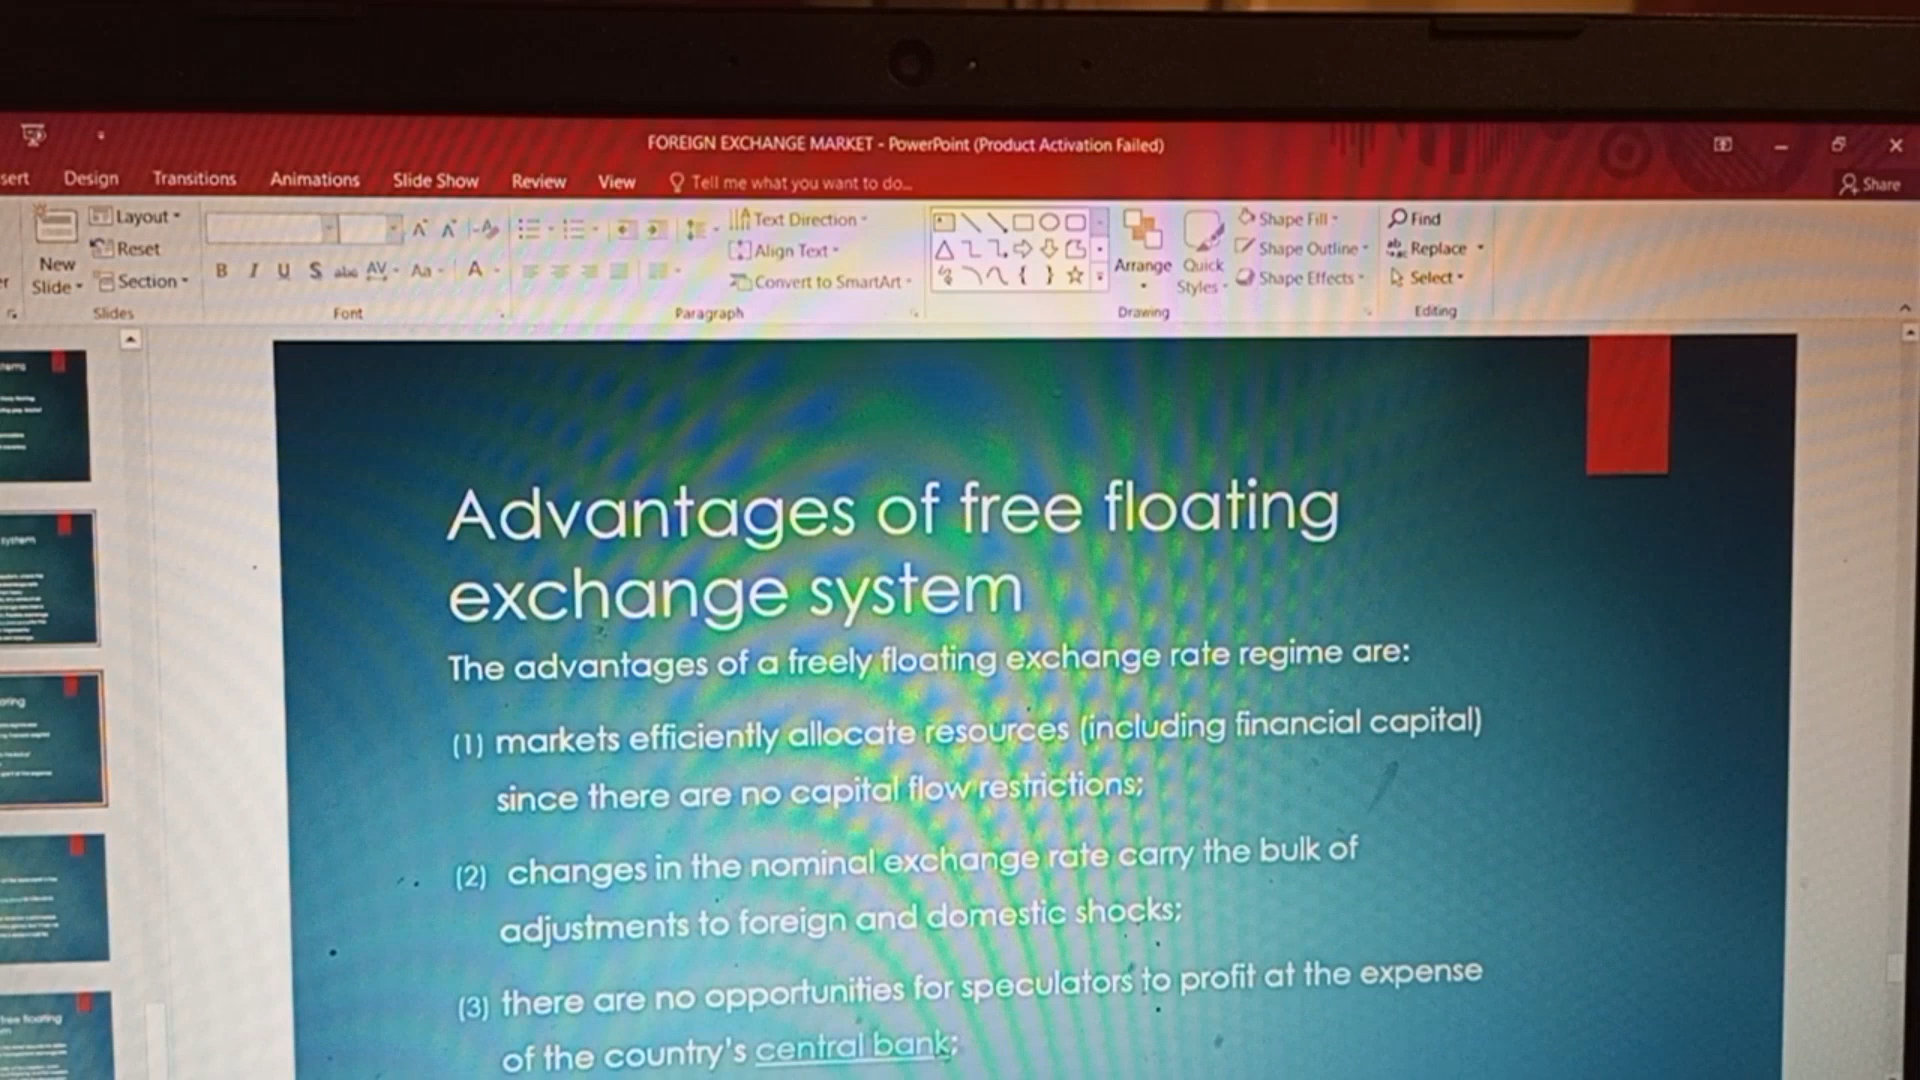 FOREIGN EXCHANGE MARKET - PowerPoint (Product Activation Failed)
sert Design Transitions Animations Slide Show Review View Tell me what you want to do... Share
Layout
Reset
Section
New
Slide
Slides
B I U S abc AV Aa A
Font
Text Direction
Align Text
Convert to SmartArt
Paragraph
Arrange
Quick
Styles
Shape Fill
Shape Outline
Shape Effects
Drawing
Find
Replace
Select
Editing
Advantages of free floating
exchange system
The advantages of a freely floating exchange rate regime are:
(1) markets efficiently allocate resources (including financial capital)
since there are no capital flow restrictions;
(2) changes in the nominal exchange rate carry the bulk of
adjustments to foreign and domestic shocks;
(3) there are no opportunities for speculators to profit at the expense
of the country's central bank;
system
free floating